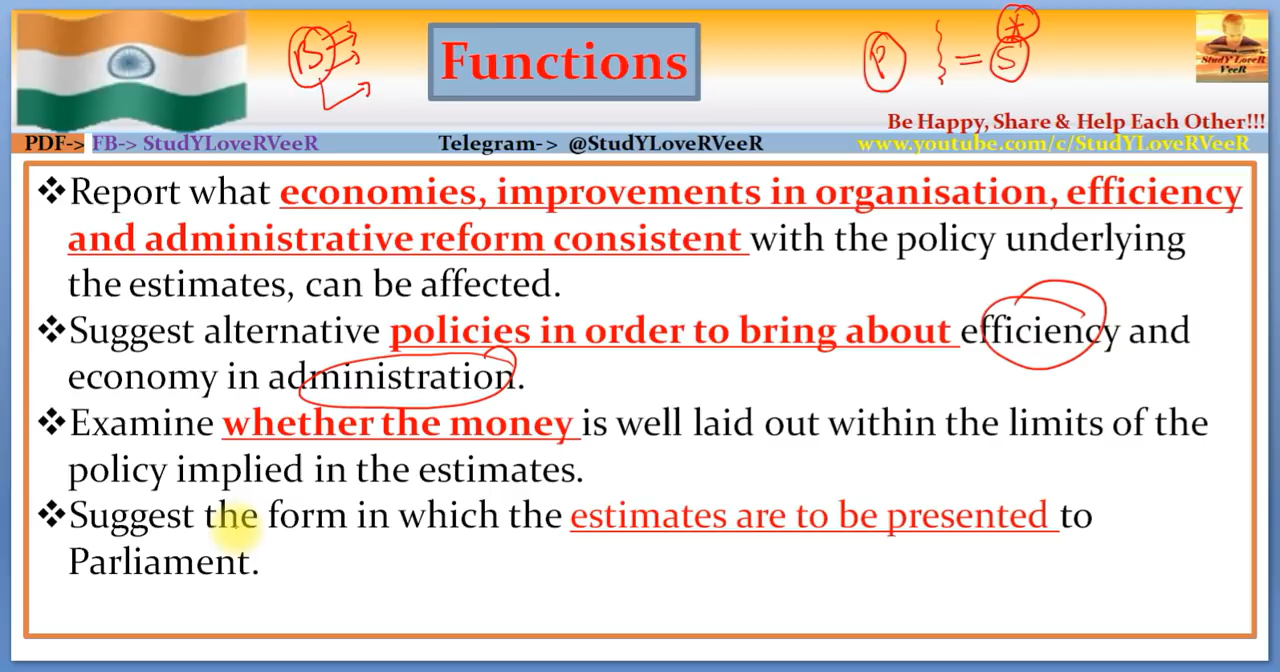 B
Functions
P } = S
StudY LoveR
VeeR
Be Happy, Share & Help Each Other!!!
PDF-> FB-> StudYLoveRVeeR Telegram-> @StudYLoveRVeeR www.youtube.com/c/StudYLoveRVeeR
❖Report what economies, improvements in organisation, efficiency
and administrative reform consistent with the policy underlying
the estimates, can be affected.
❖Suggest alternative policies in order to bring about efficiency and
economy in administration.
❖Examine whether the money is well laid out within the limits of the
policy implied in the estimates.
❖Suggest the form in which the estimates are to be presented to
Parliament.